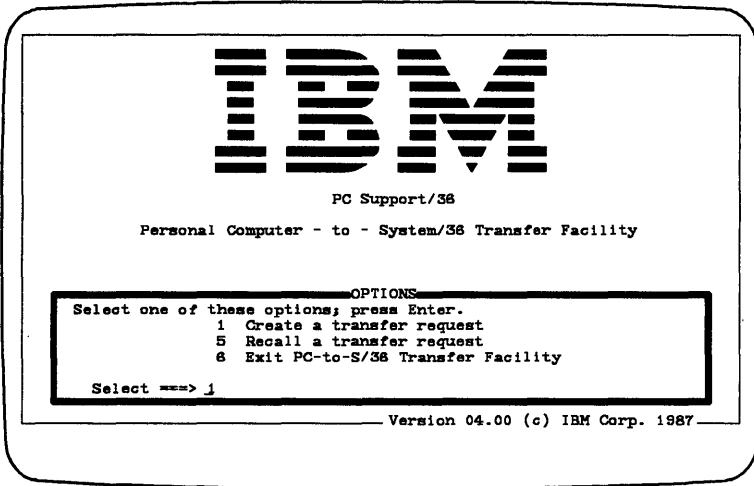 IBM
PC Support/36
Personal Computer - to - System/36 Transfer Facility
OPTIONS
Select one of these options; press Enter.
1 Create a transfer request
5 Recall a transfer request
6 Exit PC-to-S/36 Transfer Facility
Select ===> 1
Version 04.00 (c) IBM Corp. 1987